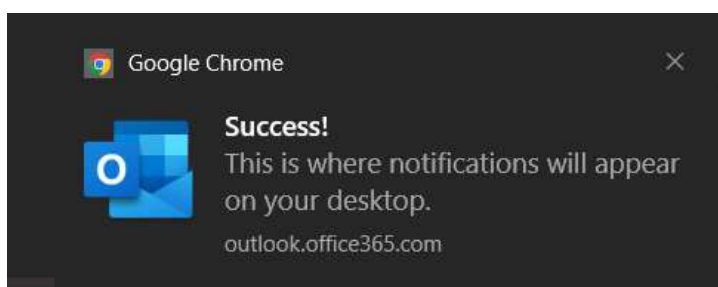 Google Chrome
Success!
This is where notifications will appear
on your desktop.
outlook.office365.com